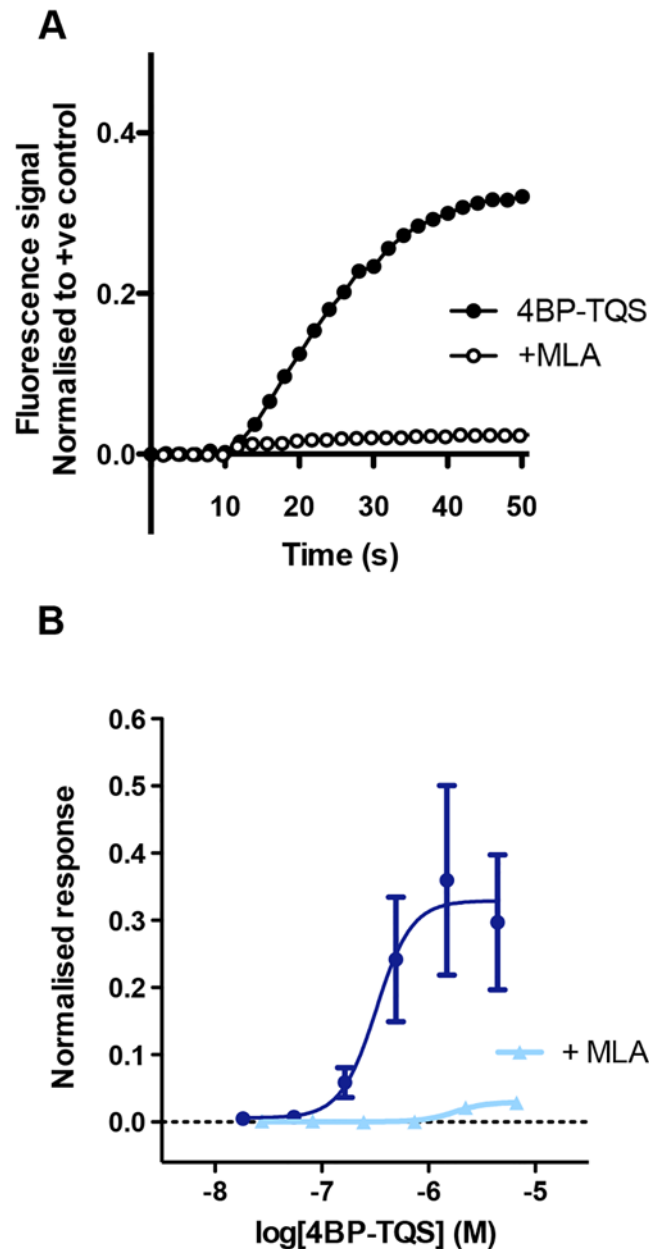 A
Fluorescence signal
Normalised to +ve control
0.4
0.2
0.0
4BP-TQS
+MLA
10 20 30 40 50
Time (s)
B
Normalised response
0.6
0.5
0.4
0.3
0.2
0.1
0.0
+ MLA
-8 -7 -6 -5
log[4BP-TQS] (M)